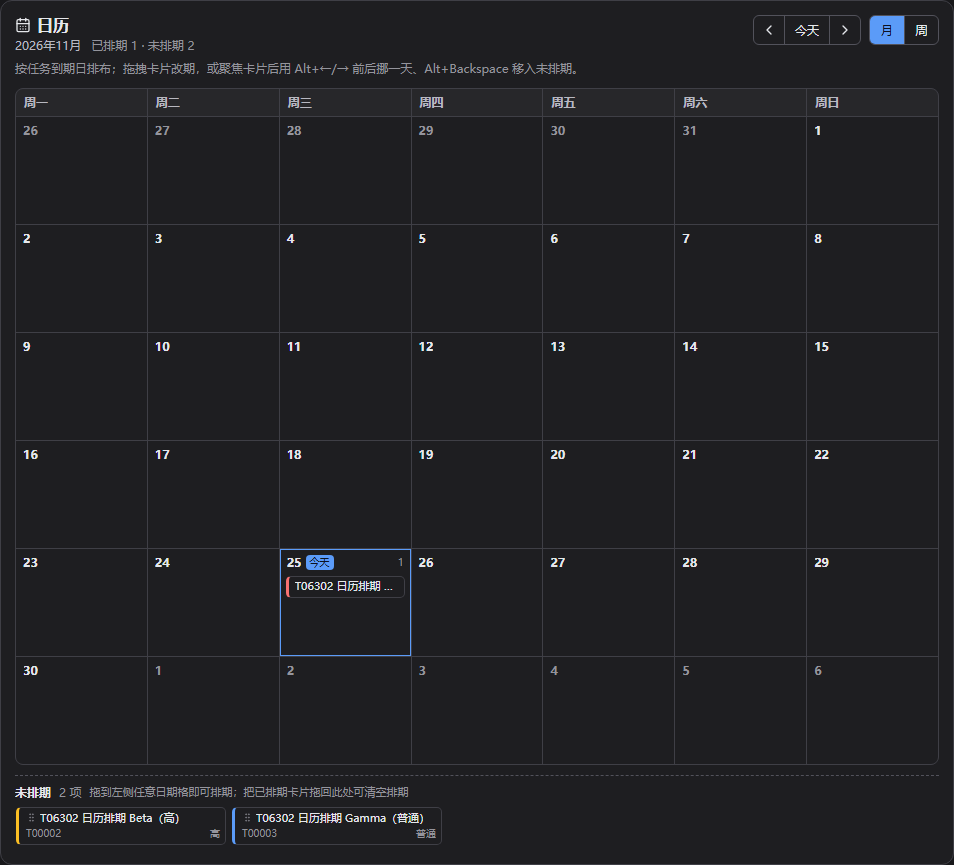 日历
2026年11月 已排期 1 · 未排期 2
今天
月 周
按任务到期日排布；拖拽卡片改期，或聚焦卡片后用 Alt+←/→ 前后挪一天、Alt+Backspace 移入未排期。
周一 周二 周三 周四 周五 周六 周日
26 27 28 29 30 31 1
2 3 4 5 6 7 8
9 10 11 12 13 14 15
16 17 18 19 20 21 22
23 24 25 今天 1 26 27 28 29
T06302 日历排期 ...
30 1 2 3 4 5 6
未排期 2 项 拖到左侧任意日期格即可排期；把已排期卡片拖回此处可清空排期
T06302 日历排期 Beta（高） T06302 日历排期 Gamma（普通）
T00002 高 T00003 普通